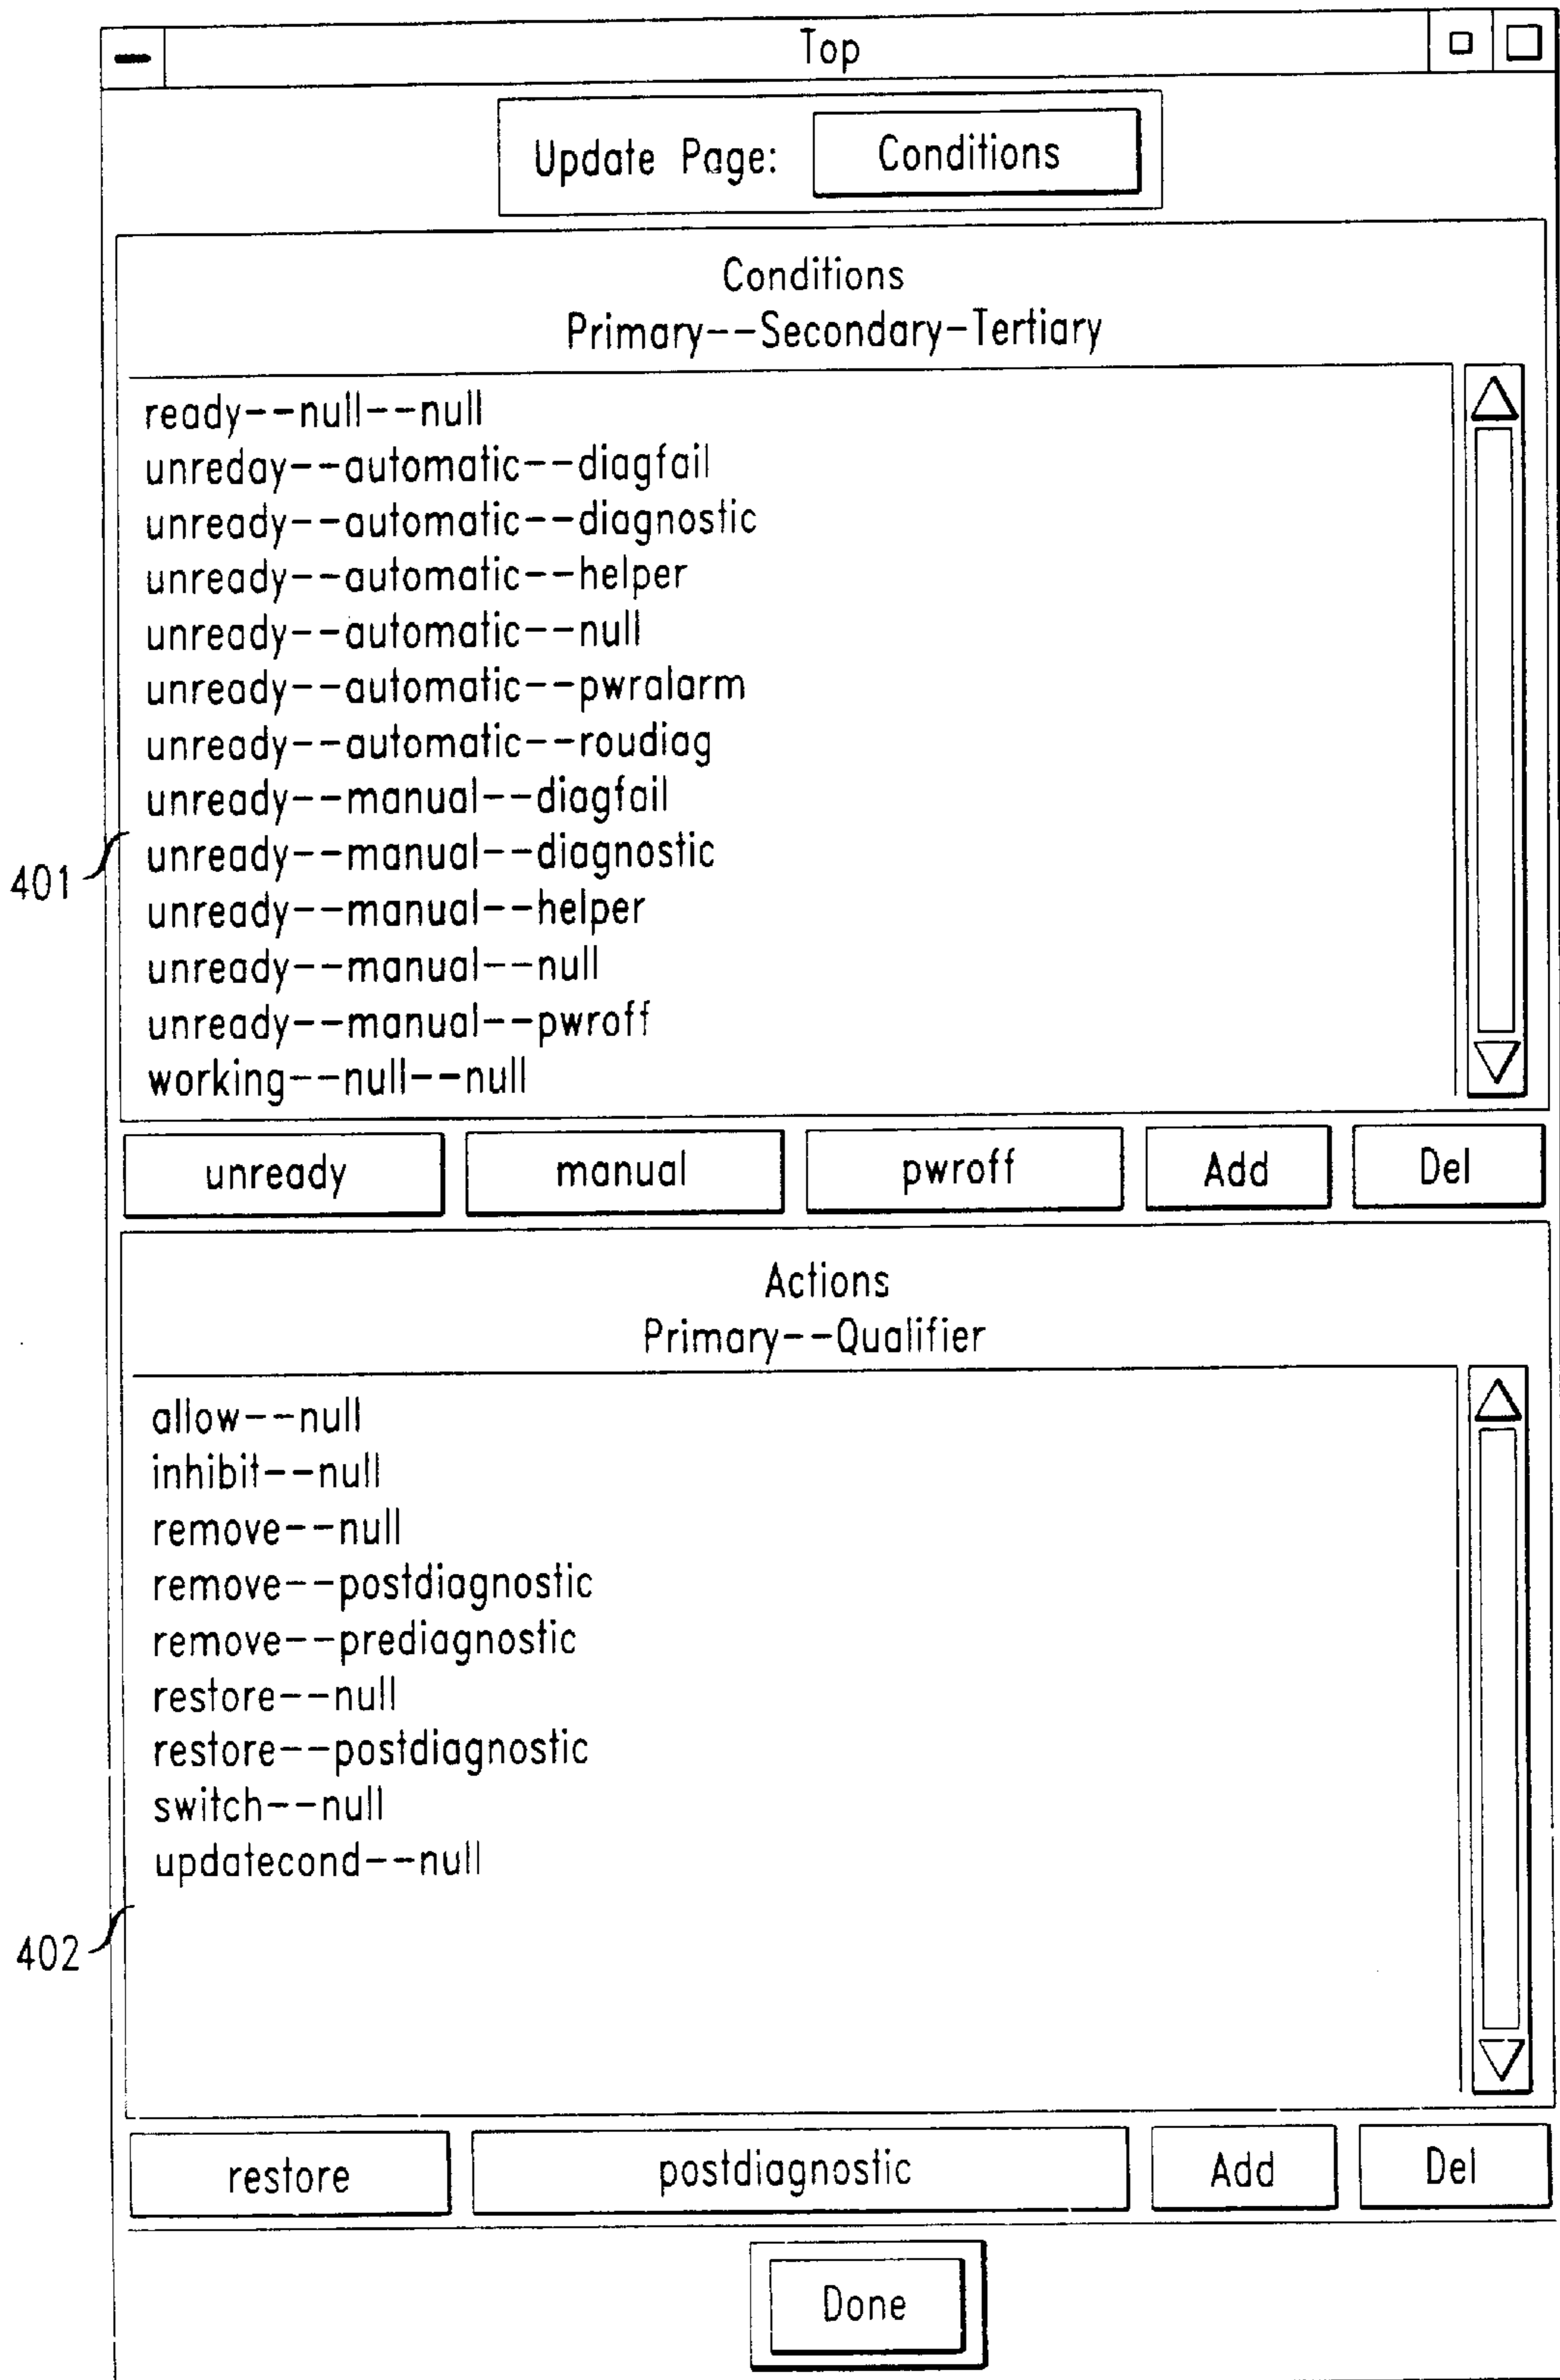 Top
Update Page: Conditions
Conditions
Primary--Secondary-Tertiary
ready--null--null
unreday--automatic--diagfail
unready--automatic--diagnostic
unready--automatic--helper
unready--automatic--null
unready--automatic--pwralarm
unready--automatic--roudiag
unready--manual--diagfail
unready--manual--diagnostic
401
unready--manual--helper
unready--manual--null
unready--manual--pwroff
working--null--null
unready manual pwroff Add Del
Actions
Primary--Qualifier
allow--null
inhibit--null
remove--null
remove--postdiagnostic
remove--prediagnostic
restore--null
restore--postdiagnostic
switch--null
updatecond--null
402
restore postdiagnostic Add Del
Done